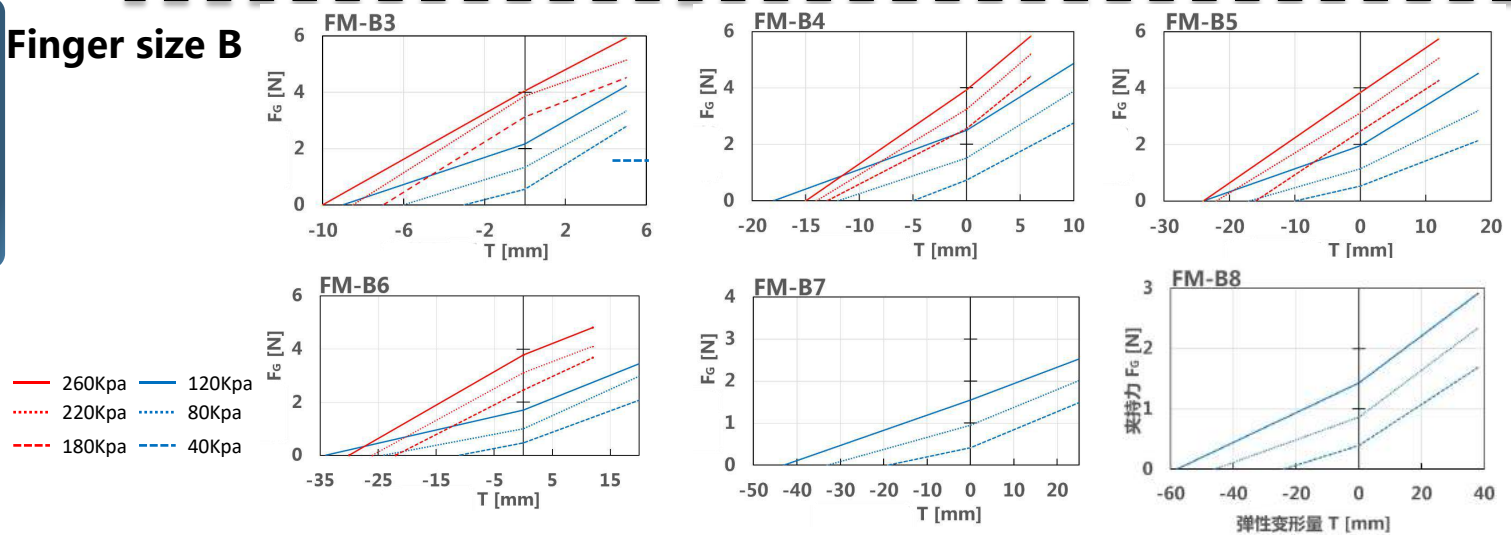 Finger size B
FM-B3
6
4
2
0
-10 -6 -2 2 6
T [mm]
FG [N]
FM-B4
6
4
2
0
-20 -15 -10 -5 0 5 10
T [mm]
FG [N]
FM-B5
6
4
2
0
-30 -20 -10 0 10 20
T [mm]
FG [N]
FM-B6
6
4
2
0
-35 -25 -15 -5 5 15
T [mm]
FG [N]
FM-B7
4
3
2
1
0
-50 -40 -30 -20 -10 0 10 20
T [mm]
FG [N]
FM-B8
3
2
1
0
-60 -40 -20 0 20 40
弹性变形量 T [mm]
夹持力 FG [N]
260Kpa 120Kpa
220Kpa 80Kpa
180Kpa 40Kpa